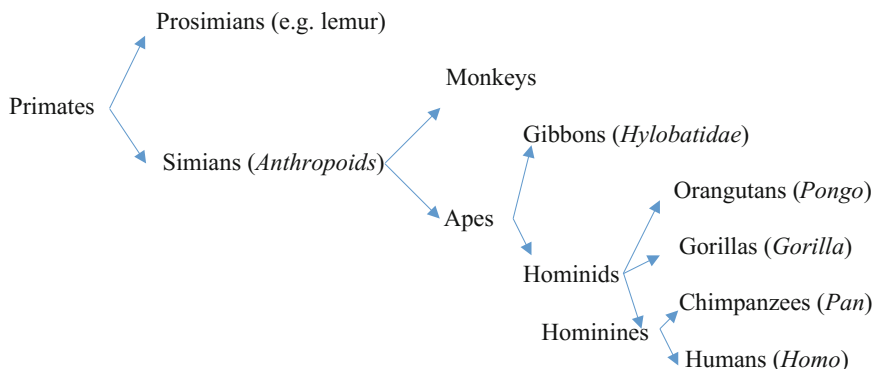 Prosimians (e.g. lemur)
Monkeys
Primates
Gibbons (Hylobatidae)
Simians (Anthropoids)
Orangutans (Pongo)
Apes
Gorillas (Gorilla)
Hominids
Chimpanzees (Pan)
Hominines
Humans (Homo)